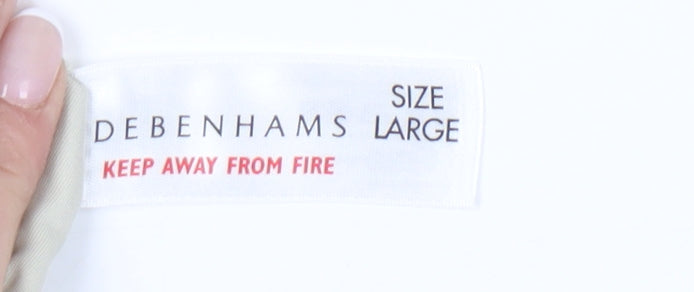 DEBENHAMS
KEEP AWAY FROM FIRE
SIZE
LARGE